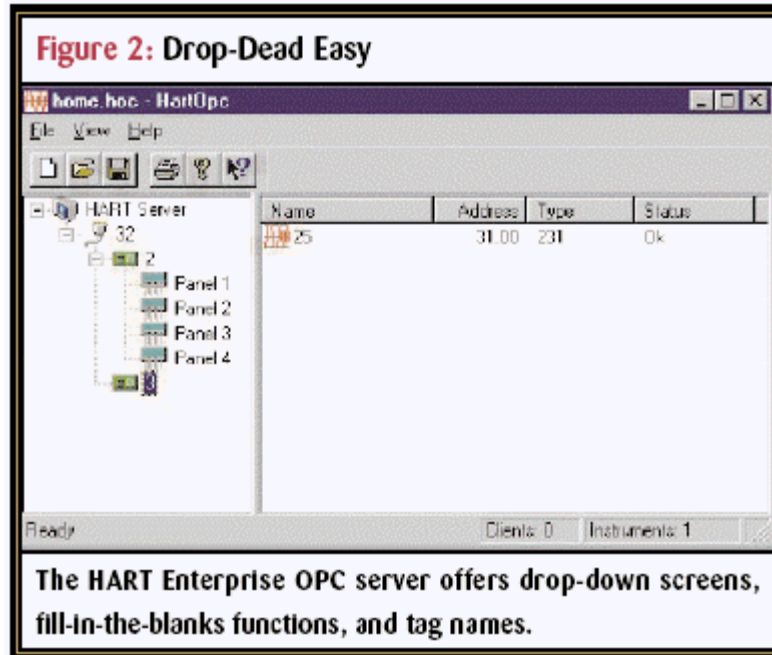 Figure 2: Drop-Dead Easy
home.hoc - HartOpc
File View Help
HART Server
32
2
Panel 1
Panel 2
Panel 3
Panel 4
3
Name Address Type Status
25 31.00 231 Ok
Ready Clients: 0 Instruments: 1
The HART Enterprise OPC server offers drop-down screens,
fill-in-the-blanks functions, and tag names.